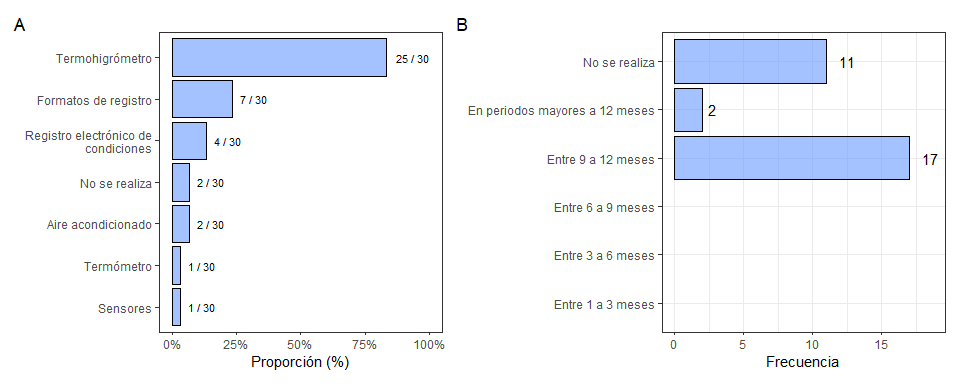 A
Termohigrómetro
25 / 30
Formatos de registro
7 / 30
Registro electrónico de
condiciones
4 / 30
No se realiza
2 / 30
Aire acondicionado
2 / 30
Termómetro
1 / 30
Sensores
1 / 30
0% 25% 50% 75% 100%
Proporción (%)
B
No se realiza
11
En periodos mayores a 12 meses
2
Entre 9 a 12 meses
17
Entre 6 a 9 meses
Entre 3 a 6 meses
Entre 1 a 3 meses
0 5 10 15
Frecuencia